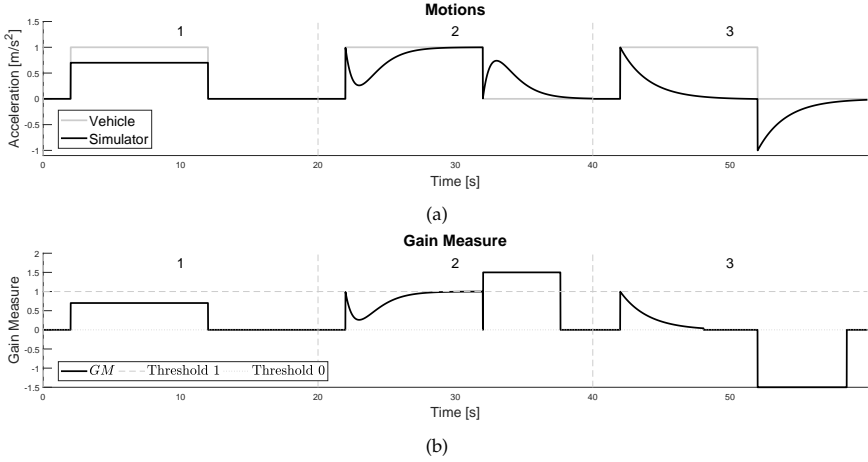 Motions
1.5
1 2 3
1
0.5
0
-0.5
-1
Acceleration [m/s²]
Vehicle
Simulator
0 10 20 30 40 50
Time [s]
(a)
Gain Measure
2
1 2 3
1.5
1
0.5
0
-0.5
-1
-1.5
Gain Measure
GM Threshold 1 Threshold 0
0 10 20 30 40 50
Time [s]
(b)